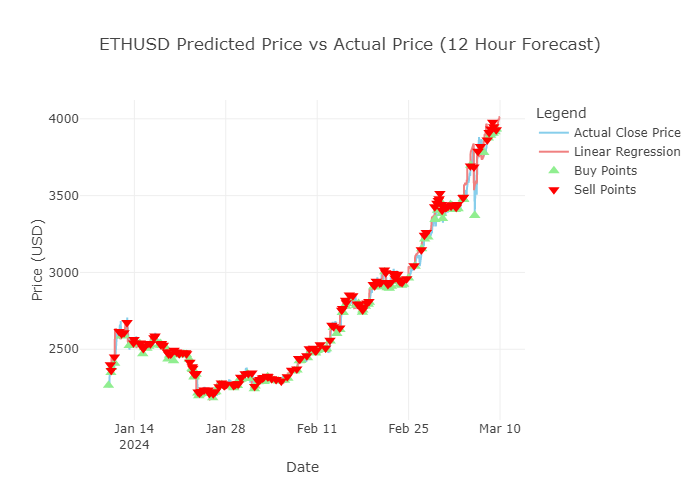 ETHUSD Predicted Price vs Actual Price (12 Hour Forecast)
4000
3500
3000
2500
Price (USD)
Jan 14
2024
Jan 28
Feb 11
Feb 25
Mar 10
Date
Legend
Actual Close Price
Linear Regression
Buy Points
Sell Points